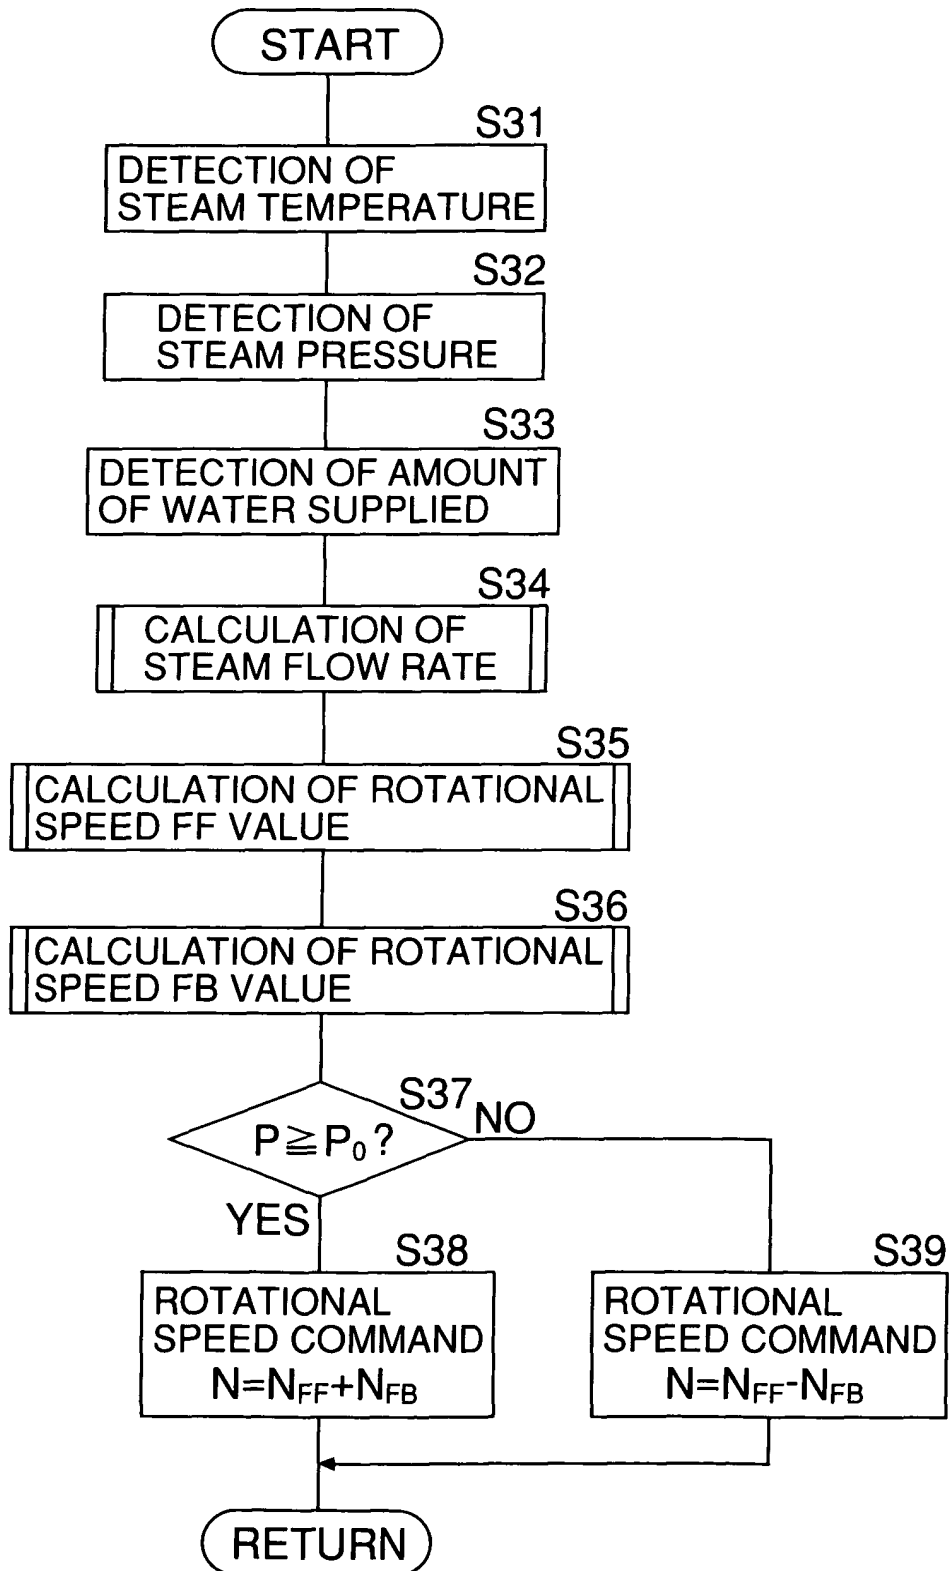 START
S31
DETECTION OF
STEAM TEMPERATURE
S32
DETECTION OF
STEAM PRESSURE
S33
DETECTION OF AMOUNT
OF WATER SUPPLIED
S34
CALCULATION OF
STEAM FLOW RATE
S35
CALCULATION OF ROTATIONAL
SPEED FF VALUE
S36
CALCULATION OF ROTATIONAL
SPEED FB VALUE
S37
P≧P₀?
NO
YES
S38
ROTATIONAL
SPEED COMMAND
N=NFF+NFB
S39
ROTATIONAL
SPEED COMMAND
N=NFF-NFB
RETURN